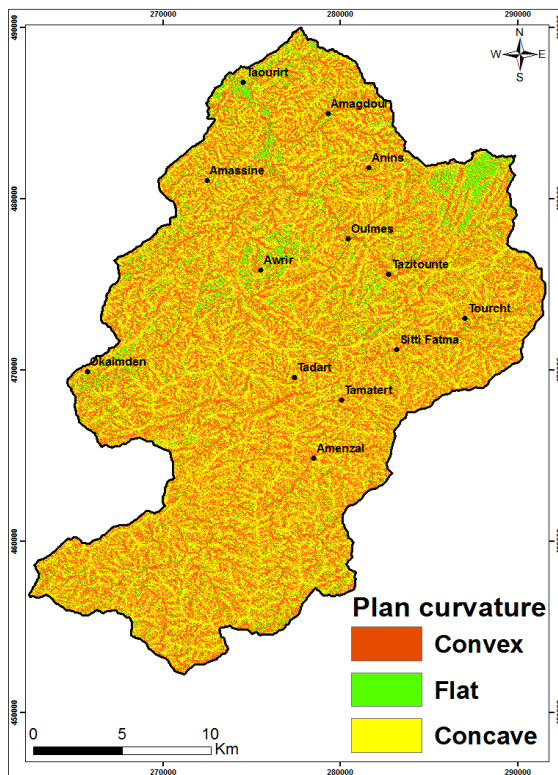 270000 280000 290000
490000
N
W E
S
Taourirt
Amagdour
Anins
Amassine
480000
Oulmes
Awrir
Tazitounte
Tourcht
Sitti Fatma
Okaimden
470000
Tadart
Tamatert
Amenzal
460000
Plan curvature
Convex
Flat
Concave
450000
0 5 10
Km
270000 280000 290000